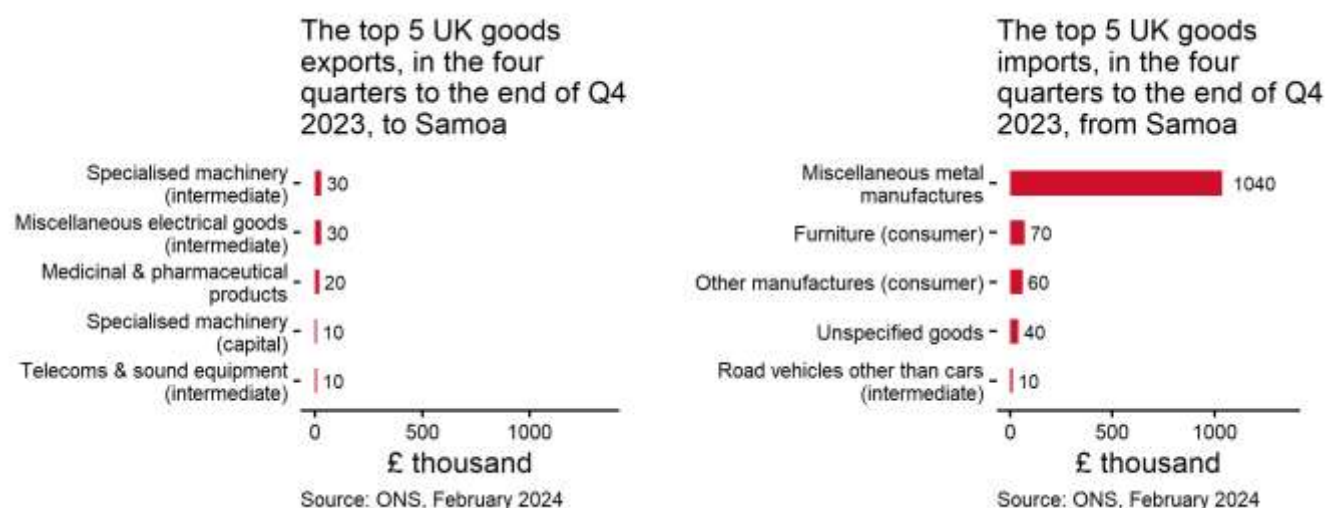 The top 5 UK goods
exports, in the four
quarters to the end of Q4
2023, to Samoa
Specialised machinery
(intermediate)
30
Miscellaneous electrical goods
(intermediate)
30
Medicinal & pharmaceutical
products
20
Specialised machinery
(capital)
10
Telecoms & sound equipment
(intermediate)
10
0 500 1000
£ thousand
Source: ONS, February 2024
The top 5 UK goods
imports, in the four
quarters to the end of Q4
2023, from Samoa
Miscellaneous metal
manufactures
1040
Furniture (consumer) 70
Other manufactures (consumer) 60
Unspecified goods 40
Road vehicles other than cars
(intermediate)
10
0 500 1000
£ thousand
Source: ONS, February 2024